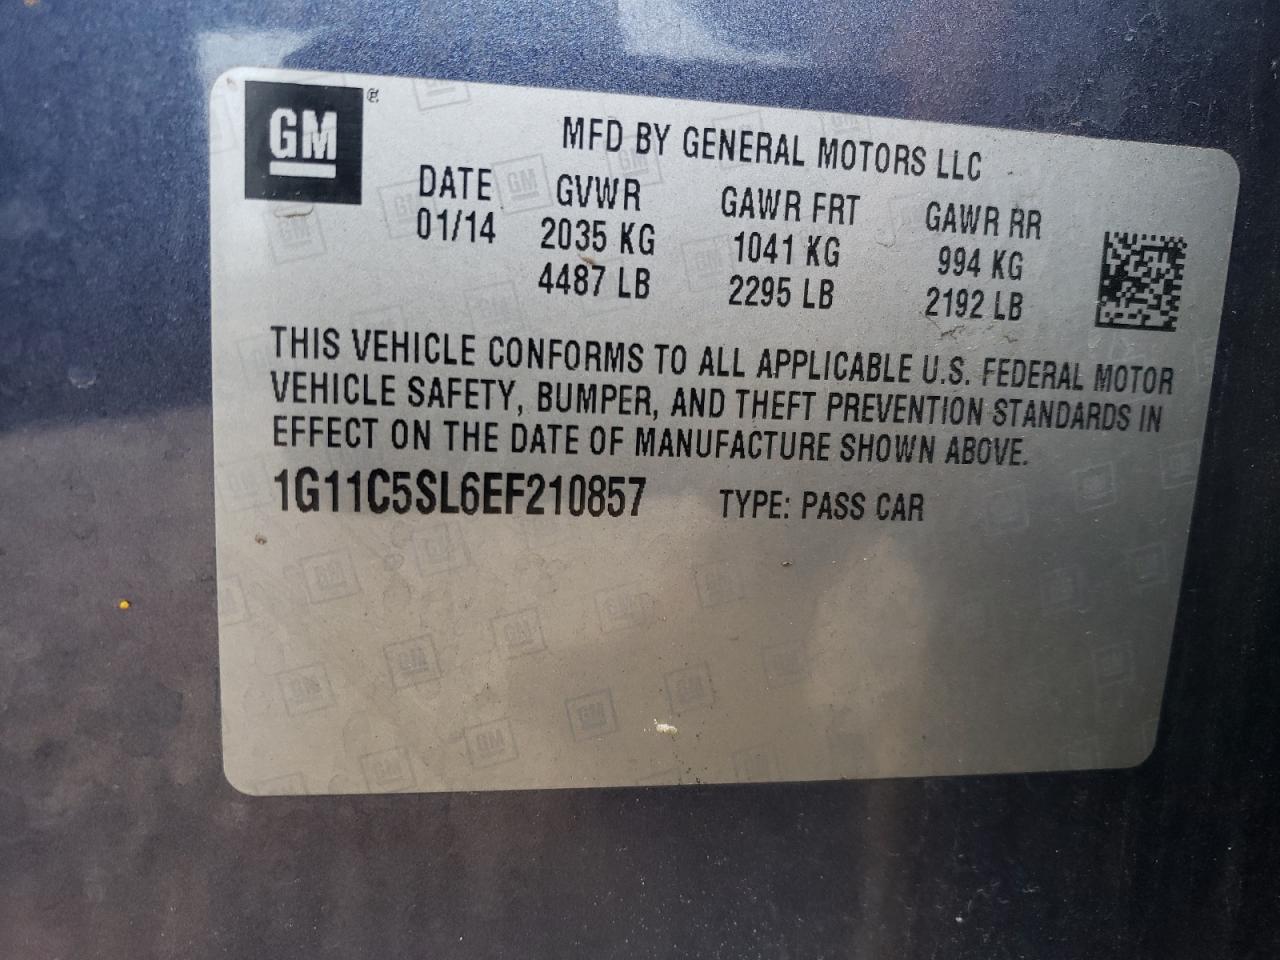 GM
MFD BY GENERAL MOTORS LLC
DATE GVWR GAWR FRT GAWR RR
01/14 2035 KG 1041 KG 994 KG
4487 LB 2295 LB 2192 LB
THIS VEHICLE CONFORMS TO ALL APPLICABLE U.S. FEDERAL MOTOR
VEHICLE SAFETY, BUMPER, AND THEFT PREVENTION STANDARDS IN
EFFECT ON THE DATE OF MANUFACTURE SHOWN ABOVE.
1G11C5SL6EF210857 TYPE: PASS CAR